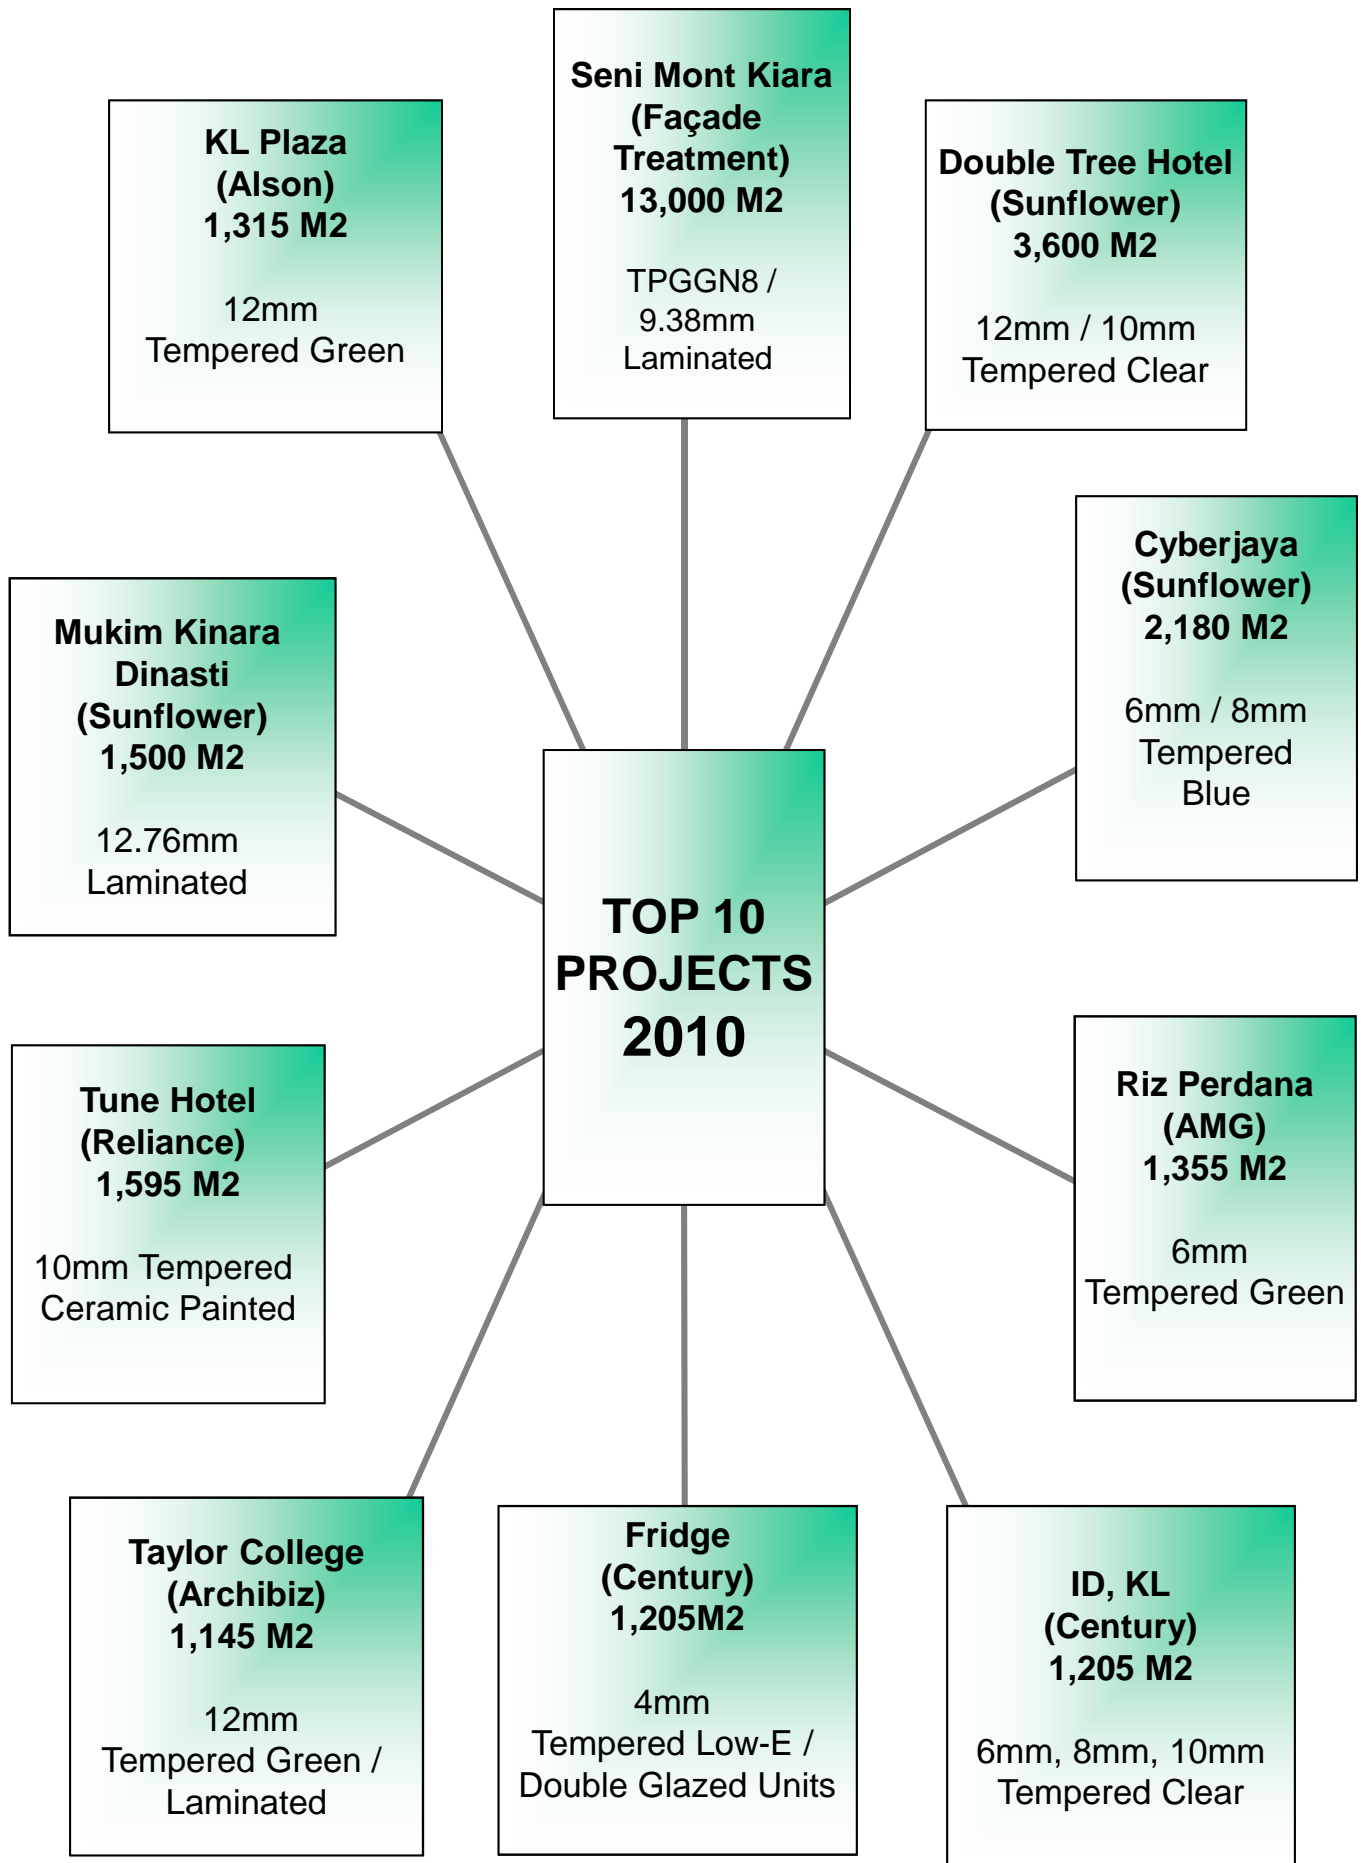 Seni Mont Kiara
(Façade
Treatment)
13,000 M2
TPGGN8 /
9.38mm
Laminated
KL Plaza
(Alson)
1,315 M2
12mm
Tempered Green
Double Tree Hotel
(Sunflower)
3,600 M2
12mm / 10mm
Tempered Clear
Cyberjaya
(Sunflower)
2,180 M2
6mm / 8mm
Tempered
Blue
Mukim Kinara
Dinasti
(Sunflower)
1,500 M2
12.76mm
Laminated
TOP 10
PROJECTS
2010
Tune Hotel
(Reliance)
1,595 M2
10mm Tempered
Ceramic Painted
Riz Perdana
(AMG)
1,355 M2
6mm
Tempered Green
Taylor College
(Archibiz)
1,145 M2
12mm
Tempered Green /
Laminated
Fridge
(Century)
1,205M2
4mm
Tempered Low-E /
Double Glazed Units
ID, KL
(Century)
1,205 M2
6mm, 8mm, 10mm
Tempered Clear